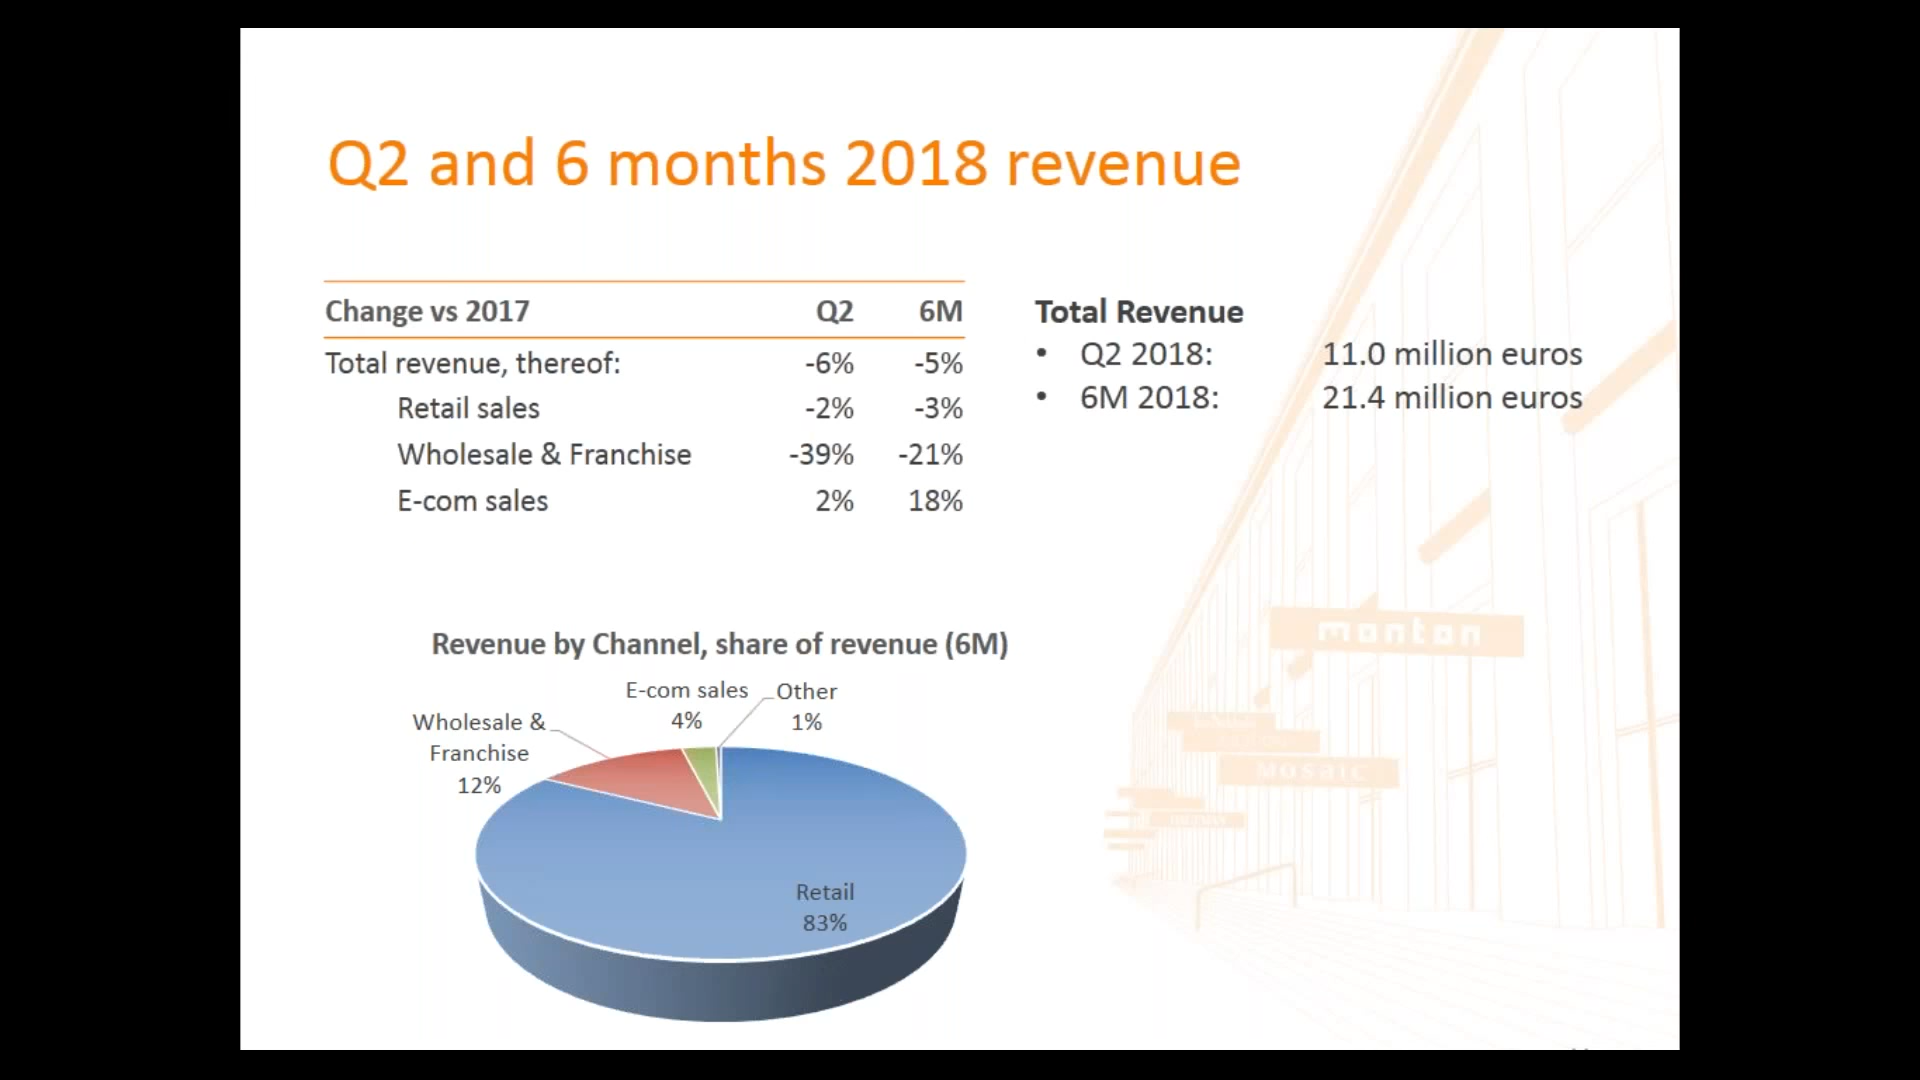 Q2 and 6 months 2018 revenue
Change vs 2017 Q2 6M
Total revenue, thereof: -6% -5%
Retail sales -2% -3%
Wholesale & Franchise -39% -21%
E-com sales 2% 18%
Total Revenue
• Q2 2018: 11.0 million euros
• 6M 2018: 21.4 million euros
Revenue by Channel, share of revenue (6M)
E-com sales
4%
Other
1%
Wholesale &
Franchise
12%
Retail
83%
monton
MOSAIC